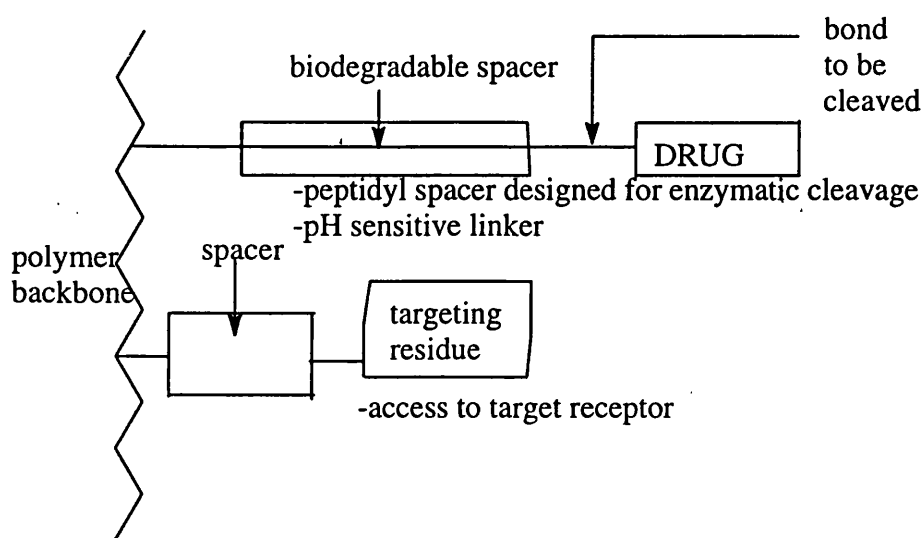 bond
to be
cleaved
biodegradable spacer
DRUG
-peptidyl spacer designed for enzymatic cleavage
-pH sensitive linker
polymer
backbone
spacer
targeting
residue
-access to target receptor